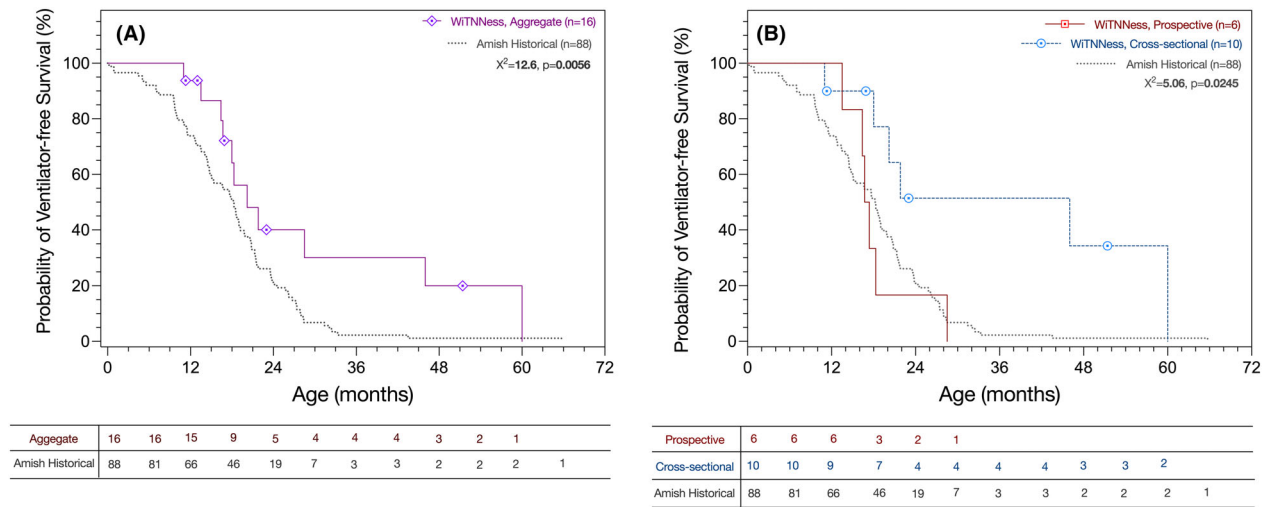 (A)
WiTNNess, Aggregate (n=16)
Amish Historical (n=88)
X²=12.6, p=0.0056
Probability of Ventilator-free Survival (%)
100
80
60
40
20
0
0 12 24 36 48 60 72
Age (months)
Aggegate 16 16 15 9 5 4 4 4 3 2 1
Amish Historical 88 81 66 46 19 7 3 3 2 2 2 1
(B)
WiTNNess, Prospective (n=6)
WiTNNess, Cross-sectional (n=10)
Amish Historical (n=88)
X²=5.06, p=0.0245
Probability of Ventilator-free Survival (%)
100
80
60
40
20
0
0 12 24 36 48 60 72
Age (months)
Prospective 6 6 6 3 2 1
Cross-sectional 10 10 9 7 4 4 4 4 3 3 2
Amish Historical 88 81 66 46 19 7 3 3 2 2 2 1